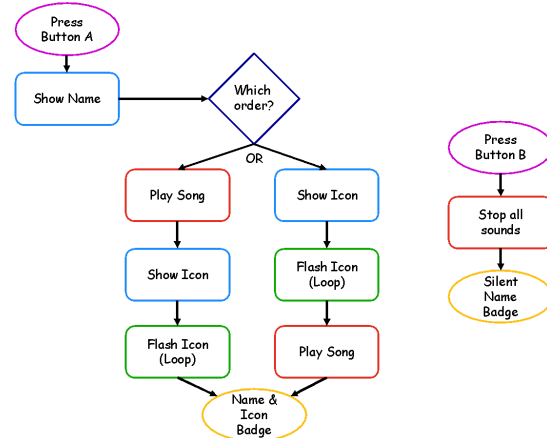 Press
Button A
Show Name
Which
order?
OR
Play Song
Show Icon
Show Icon
Flash Icon
(Loop)
Flash Icon
(Loop)
Play Song
Name &
Icon
Badge
Press
Button B
Stop all
sounds
Silent
Name
Badge